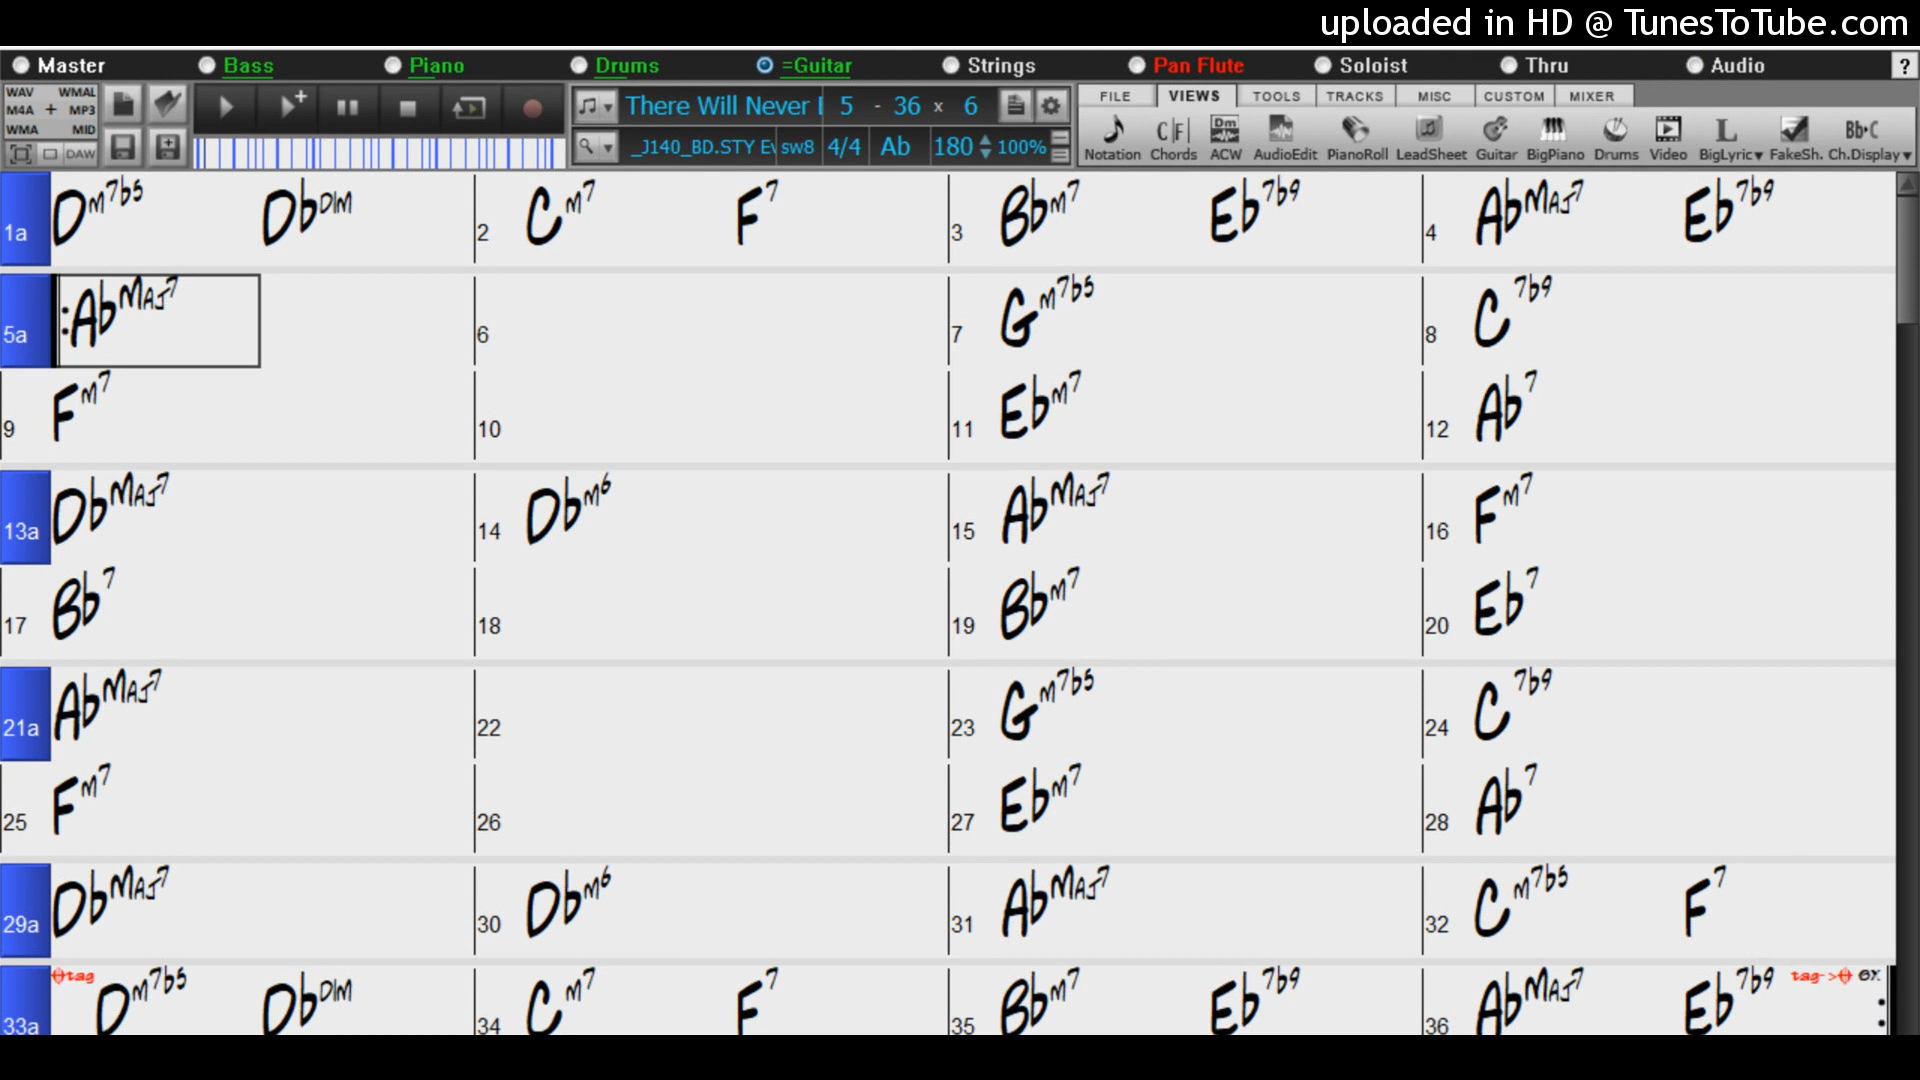 uploaded in HD @ TunesToTube.com
Master Bass Piano Drums =Guitar Strings Pan Flute Soloist Thru Audio ?
WAV WMAL
M4A + MP3
WMA MID
DAW
There Will Never 5 - 36 x 6
_J140_BD.STY Ev sw8 4/4 Ab 180 100%
FILE VIEWS TOOLS TRACKS MISC CUSTOM MIXER
C|F| Dm L Bb·C
Notation Chords ACW AudioEdit PianoRoll LeadSheet Guitar BigPiano Drums Video BigLyric FakeSh. Ch.Display
1a Dm7b5 DbDIM 2 Cm7 F7 3 Bbm7 Eb7b9 4 AbMAJ7 Eb7b9
5a :AbMAJ7 6 7 Gm7b5 8 C7b9
9 Fm7 10 11 Ebm7 12 Ab7
13a DbMAJ7 14 Dbm6 15 AbMAJ7 16 Fm7
17 Bb7 18 19 Bbm7 20 Eb7
21a AbMAJ7 22 23 Gm7b5 24 C7b9
25 Fm7 26 27 Ebm7 28 Ab7
29a DbMAJ7 30 Dbm6 31 AbMAJ7 32 Cm7b5 F7
tag tag-> 6x
33a Dm7b5 DbDIM 34 Cm7 F7 35 Bbm7 Eb7b9 36 AbMAJ7 Eb7b9 :